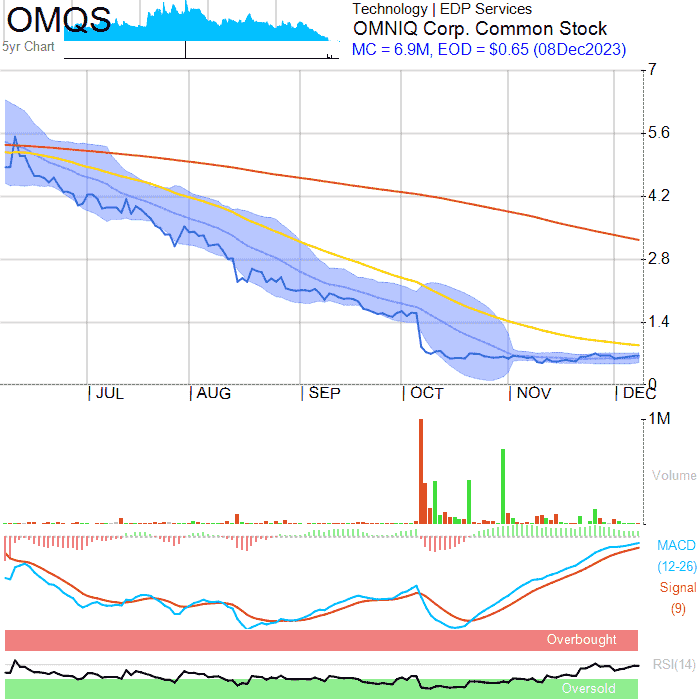 OMQS
Technology | EDP Services
OMNIQ Corp. Common Stock
5yr Chart
MC = 6.9M, EOD = $0.65 (08Dec2023)
7
5.6
4.2
2.8
1.4
0
JUL AUG SEP OCT NOV DEC
1M
Volume
MACD
(12-26)
Signal
(9)
Overbought
RSI(14)
Oversold